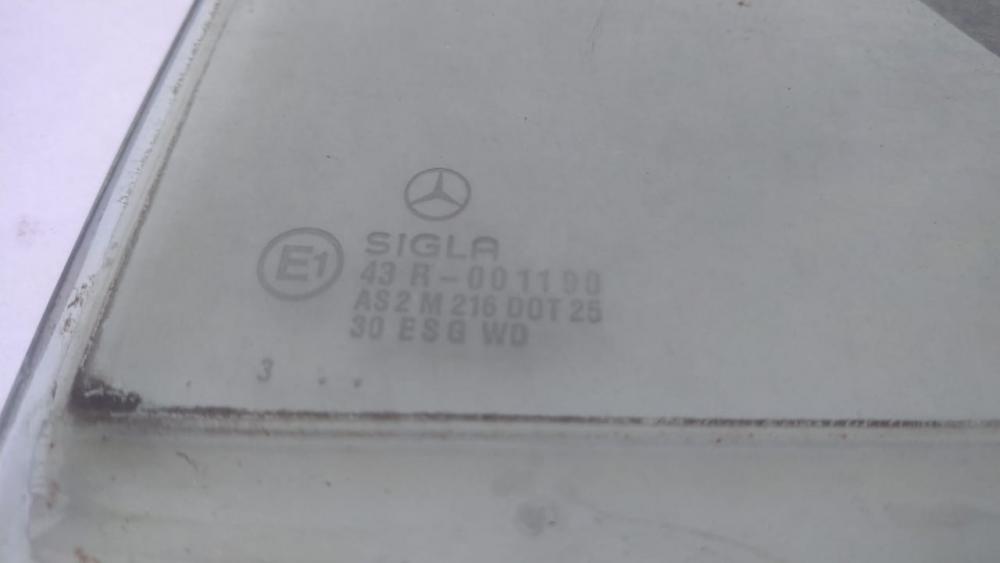 SIGLA
E1
43 R-001190
AS2 M 216 DOT 25
30 ESG WD
3 . .